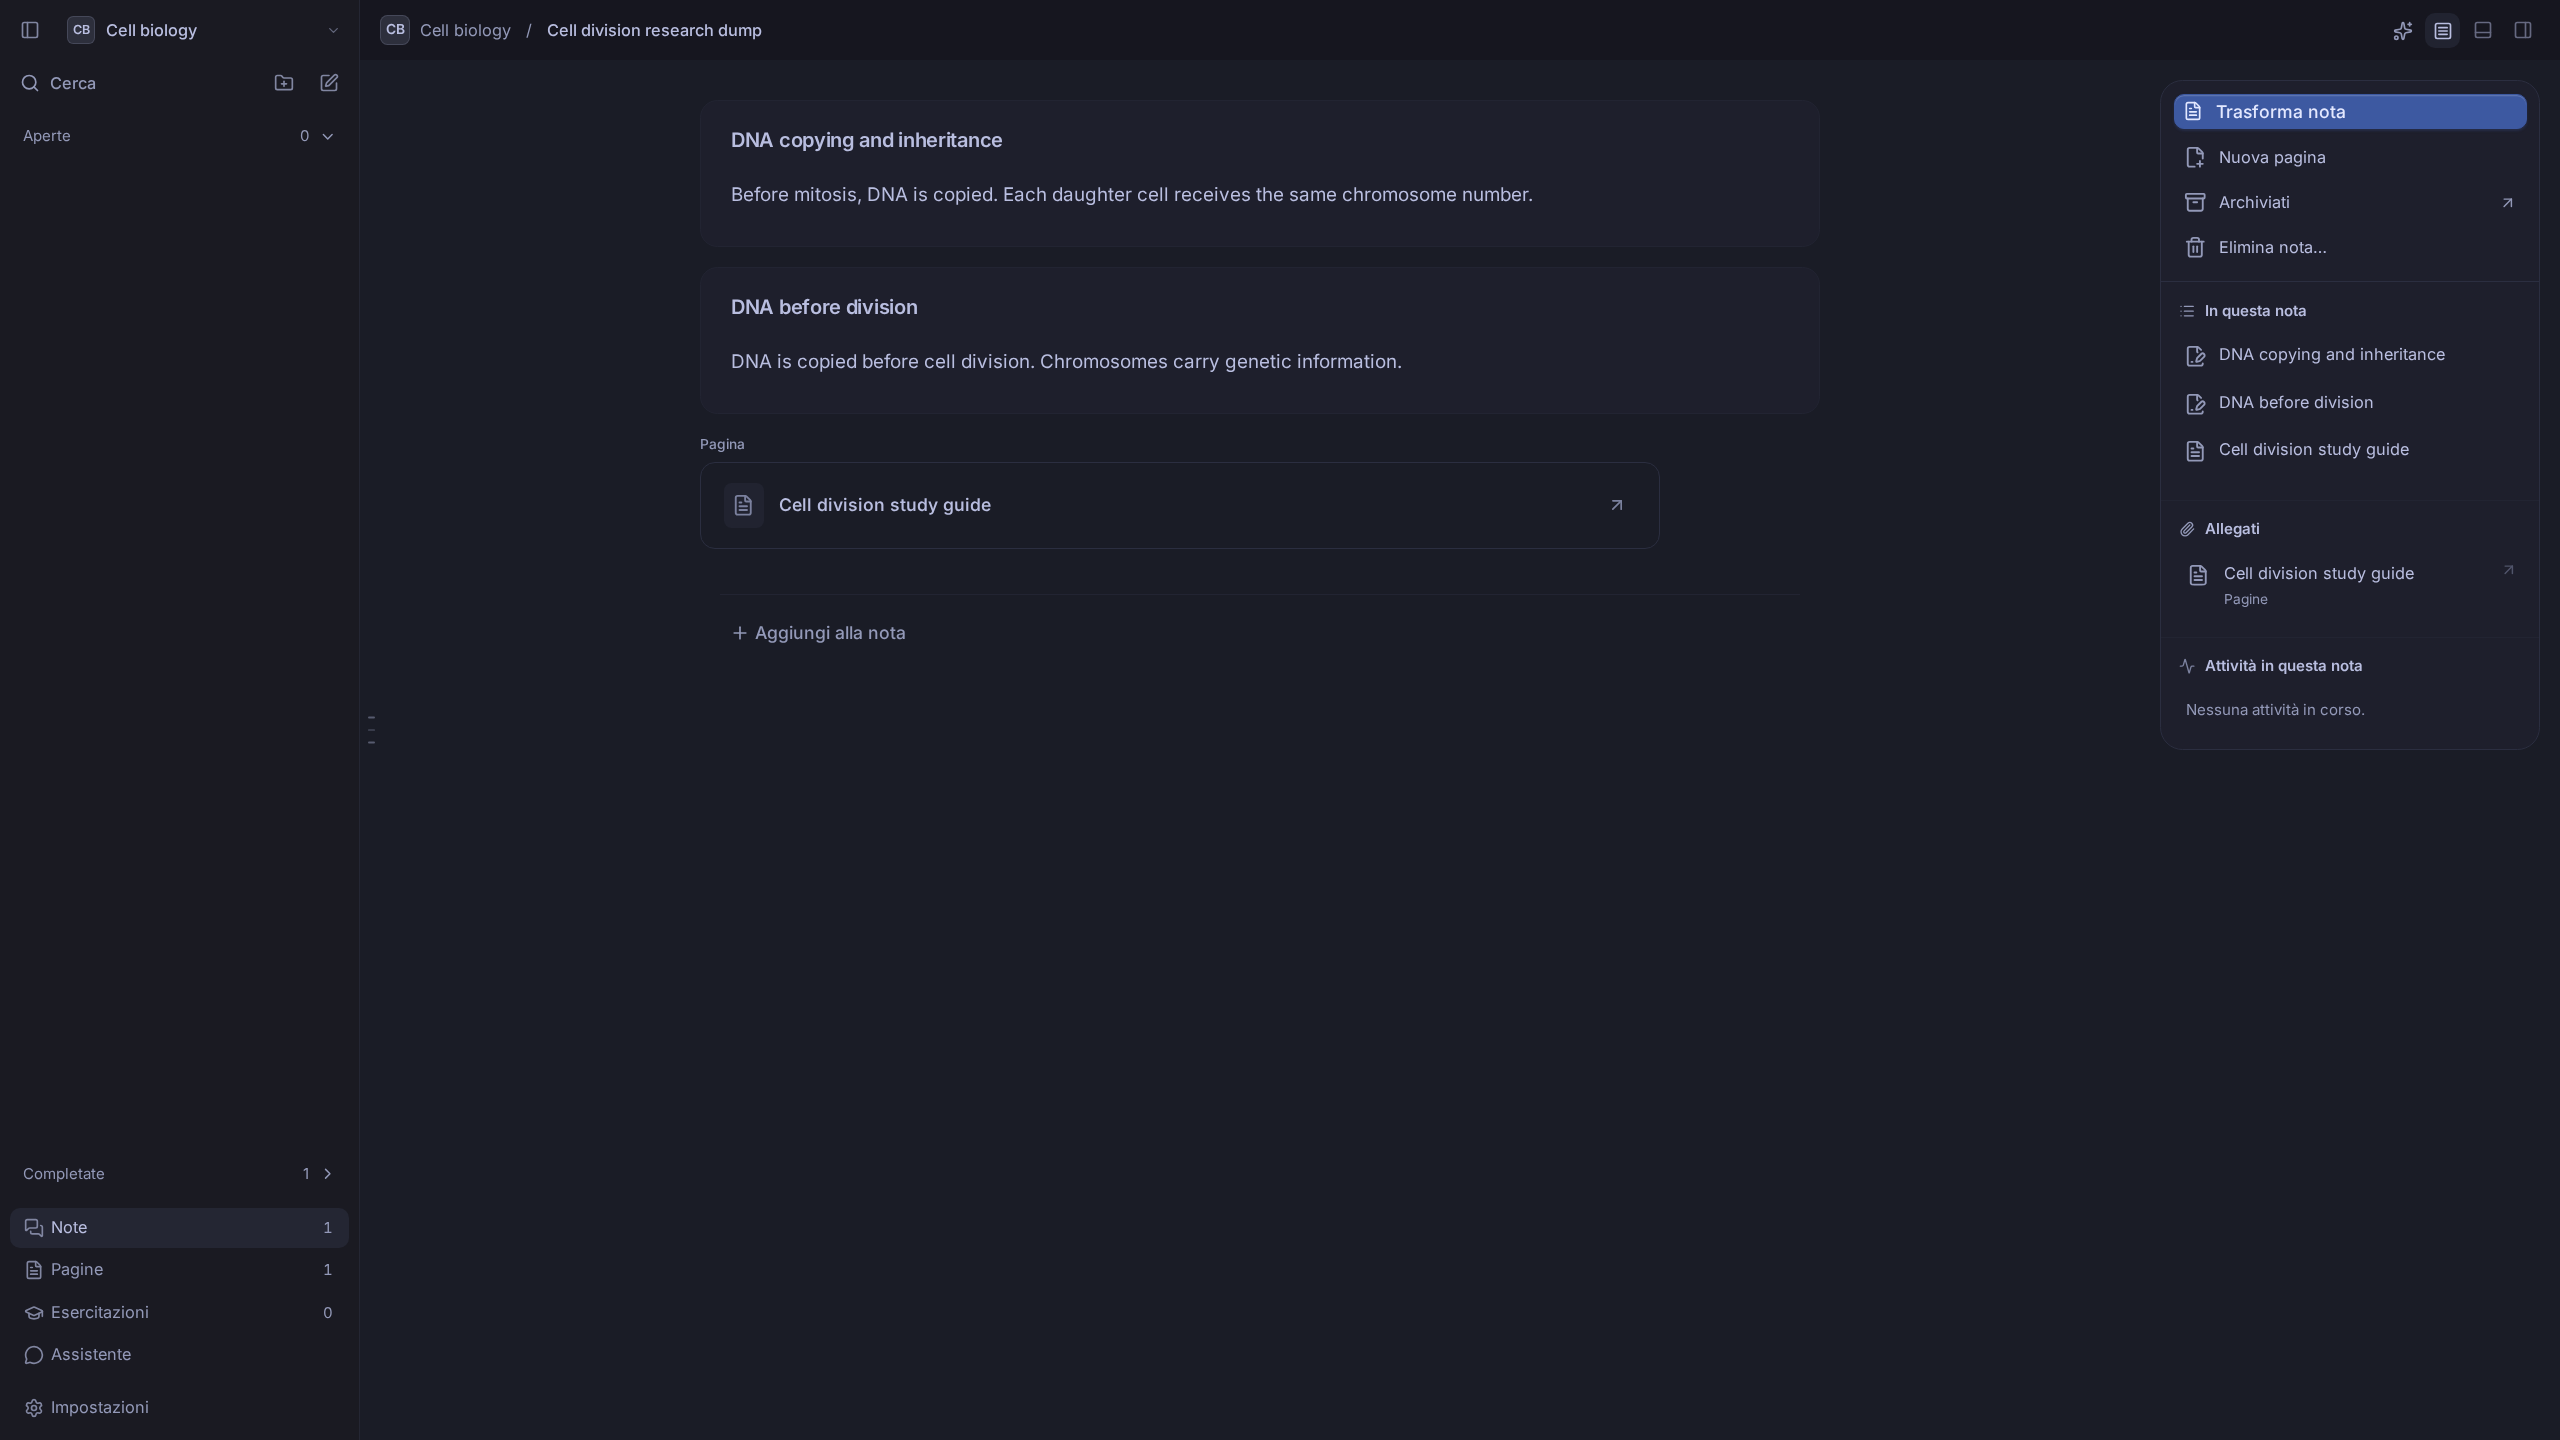 CB Cell biology
Cerca
Aperte 0
Completate 1
Note 1
Pagine 1
Esercitazioni 0
Assistente
Impostazioni
CB Cell biology / Cell division research dump
DNA copying and inheritance
Before mitosis, DNA is copied. Each daughter cell receives the same chromosome number.
DNA before division
DNA is copied before cell division. Chromosomes carry genetic information.
Pagina
Cell division study guide
Aggiungi alla nota
Trasforma nota
Nuova pagina
Archiviati
Elimina nota...
In questa nota
DNA copying and inheritance
DNA before division
Cell division study guide
Allegati
Cell division study guide
Pagine
Attività in questa nota
Nessuna attività in corso.